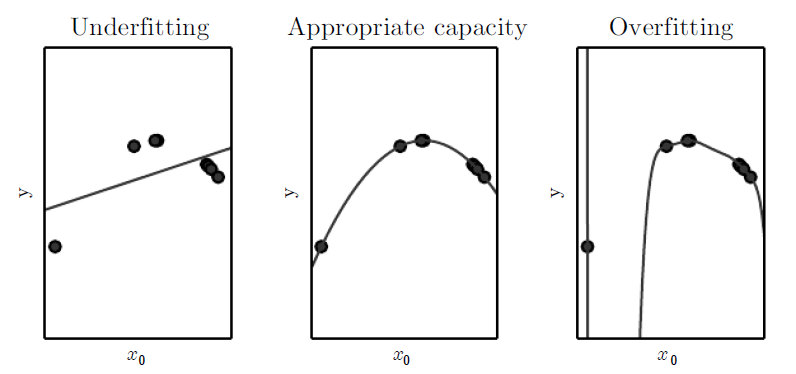 Underfitting
Appropriate capacity
Overfitting
y
x₀
y
x₀
y
x₀